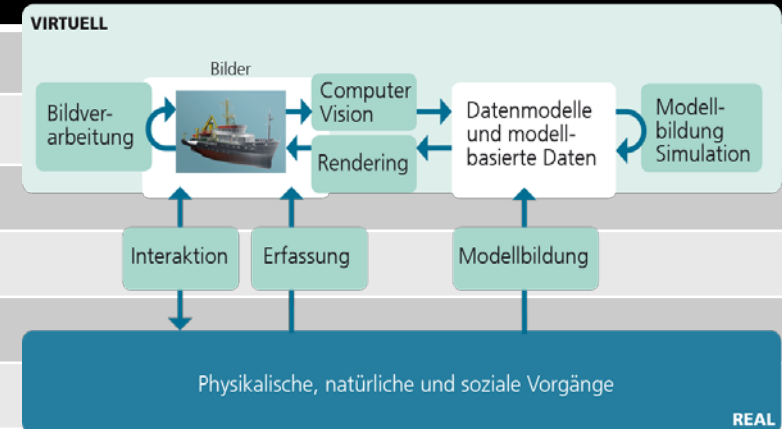 VIRTUELL
Bilder
Bildver-
arbeitung
Computer
Vision
Rendering
Datenmodelle
und modell-
basierte Daten
Modell-
bildung
Simulation
Interaktion
Erfassung
Modellbildung
Physikalische, natürliche und soziale Vorgänge
REAL